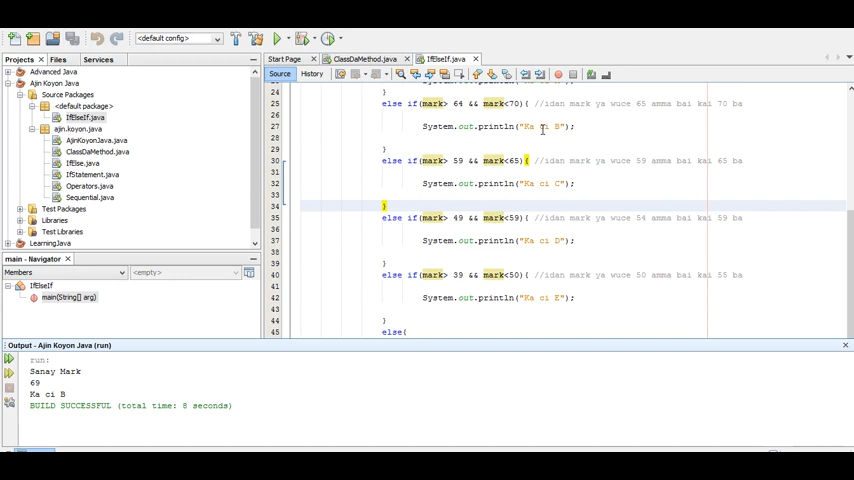 <default config>
Projects
Files
Services
Start Page
ClassDaMethod.java
IfElseIf.java
Source
History
Advanced Java
Ajin Koyon Java
Source Packages
<default package>
IfElseIf.java
ajin.koyon.java
AjinKoyonJava.java
ClassDaMethod.java
IfElse.java
IfStatement.java
Operators.java
Sequential.java
Test Packages
Libraries
Test Libraries
LearningJava
main - Navigator
Members
<empty>
IfElseIf
main(String[] arg)
24 }
25 else if(mark> 64 && mark<70){ //idan mark ya wuce 65 amma bai kai 70 ba
26
27 System.out.println("Ka ci B");
28
29 }
30 else if(mark> 59 && mark<65){ //idan mark ya wuce 59 amma bai kai 65 ba
31
32 System.out.println("Ka ci C");
33
34 }
35 else if(mark> 49 && mark<59){ //idan mark ya wuce 54 amma bai kai 59 ba
36
37 System.out.println("Ka ci D");
38
39 }
40 else if(mark> 39 && mark<50){ //idan mark ya wuce 50 amma bai kai 55 ba
41
42 System.out.println("Ka ci E");
43
44 }
45 else{
Output - Ajin Koyon Java (run)
run:
Sanay Mark
69
Ka ci B
BUILD SUCCESSFUL (total time: 8 seconds)